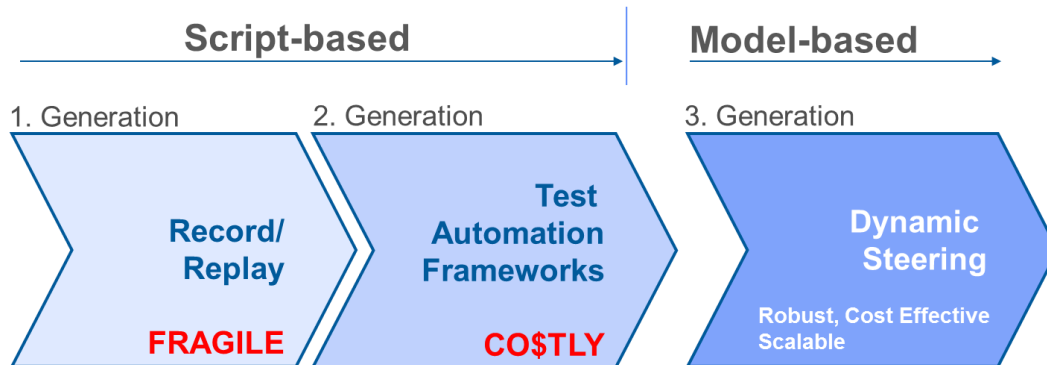 Script-based
Model-based
1. Generation
2. Generation
3. Generation
Record/
Replay
FRAGILE
Test
Automation
Frameworks
CO$TLY
Dynamic
Steering
Robust, Cost Effective
Scalable